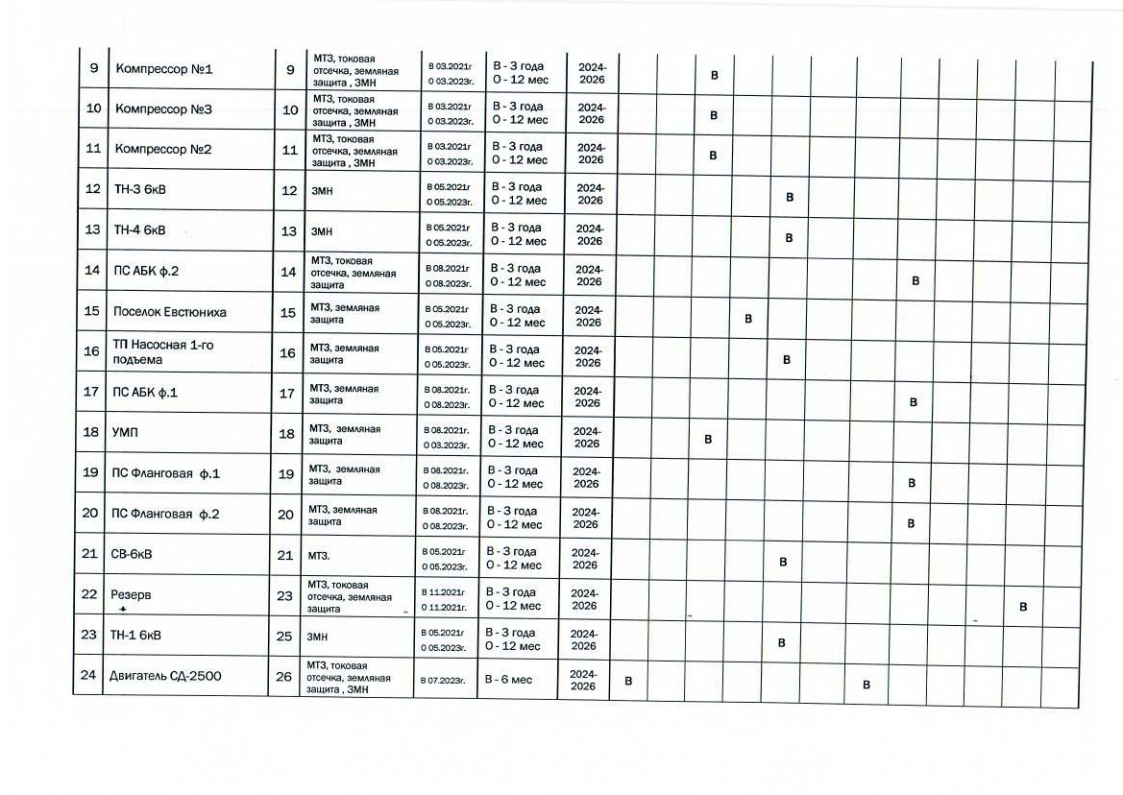 9 Компрессор №1 9 МТЗ, токовая отсечка, земляная защита , ЗМН В 03.2021г О 03.2023г. В - 3 года О - 12 мес 2024-2026 В
10 Компрессор №3 10 МТЗ, токовая отсечка, земляная защита , ЗМН В 03.2021г О 03.2023г. В - 3 года О - 12 мес 2024-2026 В
11 Компрессор №2 11 МТЗ, токовая отсечка, земляная защита , ЗМН В 03.2021г О 03.2023г. В - 3 года О - 12 мес 2024-2026 В
12 ТН-3 6кВ 12 ЗМН В 05.2021г О 05.2023г. В - 3 года О - 12 мес 2024-2026 В
13 ТН-4 6кВ 13 ЗМН В 05.2021г О 05.2023г. В - 3 года О - 12 мес 2024-2026 В
14 ПС АБК ф.2 14 МТЗ, токовая отсечка, земляная защита В 08.2021г О 08.2023г. В - 3 года О - 12 мес 2024-2026 В
15 Поселок Евстюниха 15 МТЗ, земляная защита В 05.2021г О 05.2023г. В - 3 года О - 12 мес 2024-2026 В
16 ТП Насосная 1-го подъема 16 МТЗ, земляная защита В 05.2021г О 05.2023г. В - 3 года О - 12 мес 2024-2026 В
17 ПС АБК ф.1 17 МТЗ, земляная защита В 08.2021г. О 08.2023г. В - 3 года О - 12 мес 2024-2026 В
18 УМП 18 МТЗ, земляная защита В 08.2021г. О 03.2023г. В - 3 года О - 12 мес 2024-2026 В
19 ПС Фланговая ф.1 19 МТЗ, земляная защита В 08.2021г О 08.2023г. В - 3 года О - 12 мес 2024-2026 В
20 ПС Фланговая ф.2 20 МТЗ, земляная защита В 08.2021г. О 08.2023г. В - 3 года О - 12 мес 2024-2026 В
21 СВ-6кВ 21 МТЗ. В 05.2021г О 05.2023г. В - 3 года О - 12 мес 2024-2026 В
22 Резерв 23 МТЗ, токовая отсечка, земляная защита В 11.2021г О 11.2021г. В - 3 года О - 12 мес 2024-2026 В
23 ТН-1 6кВ 25 ЗМН В 05.2021г О 05.2023г. В - 3 года О - 12 мес 2024-2026 В
24 Двигатель СД-2500 26 МТЗ, токовая отсечка, земляная защита , ЗМН В 07.2023г. В - 6 мес 2024-2026 В В